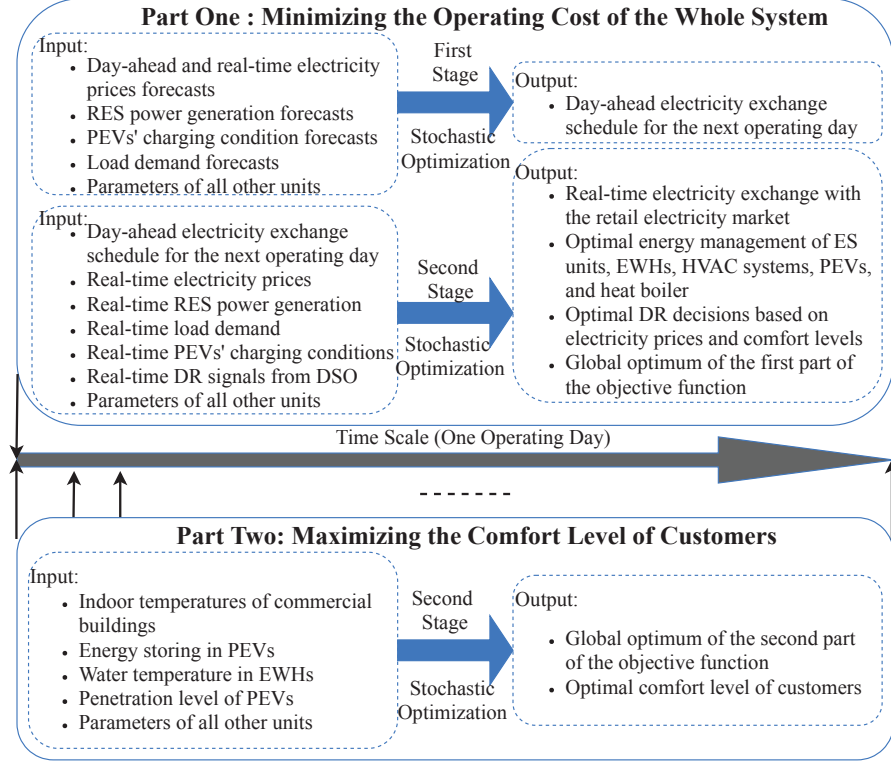 Part One : Minimizing the Operating Cost of the Whole System
Input:
• Day-ahead and real-time electricity
prices forecasts
• RES power generation forecasts
• PEVs' charging condition forecasts
• Load demand forecasts
• Parameters of all other units
First
Stage
Stochastic
Optimization
Output:
• Day-ahead electricity exchange
schedule for the next operating day
Input:
• Day-ahead electricity exchange
schedule for the next operating day
• Real-time electricity prices
• Real-time RES power generation
• Real-time load demand
• Real-time PEVs' charging conditions
• Real-time DR signals from DSO
• Parameters of all other units
Second
Stage
Stochastic
Optimization
Output:
• Real-time electricity exchange with
the retail electricity market
• Optimal energy management of ES
units, EWHs, HVAC systems, PEVs,
and heat boiler
• Optimal DR decisions based on
electricity prices and comfort levels
• Global optimum of the first part of
the objective function
Time Scale (One Operating Day)
Part Two: Maximizing the Comfort Level of Customers
Input:
• Indoor temperatures of commercial
buildings
• Energy storing in PEVs
• Water temperature in EWHs
• Penetration level of PEVs
• Parameters of all other units
Second
Stage
Stochastic
Optimization
Output:
• Global optimum of the second part
of the objective function
• Optimal comfort level of customers